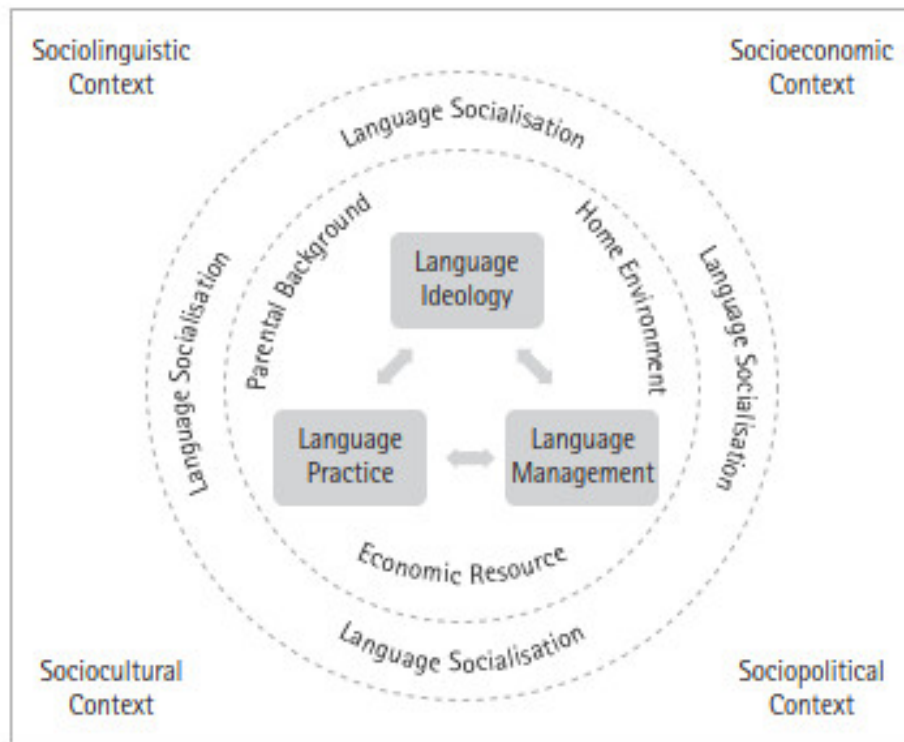 Sociolinguistic
Context
Socioeconomic
Context
Language Socialisation
Parental Background
Home Environment
Language Socialisation
Language Socialisation
Language
Ideology
Language
Practice
Language
Management
Economic Resource
Language Socialisation
Sociocultural
Context
Sociopolitical
Context